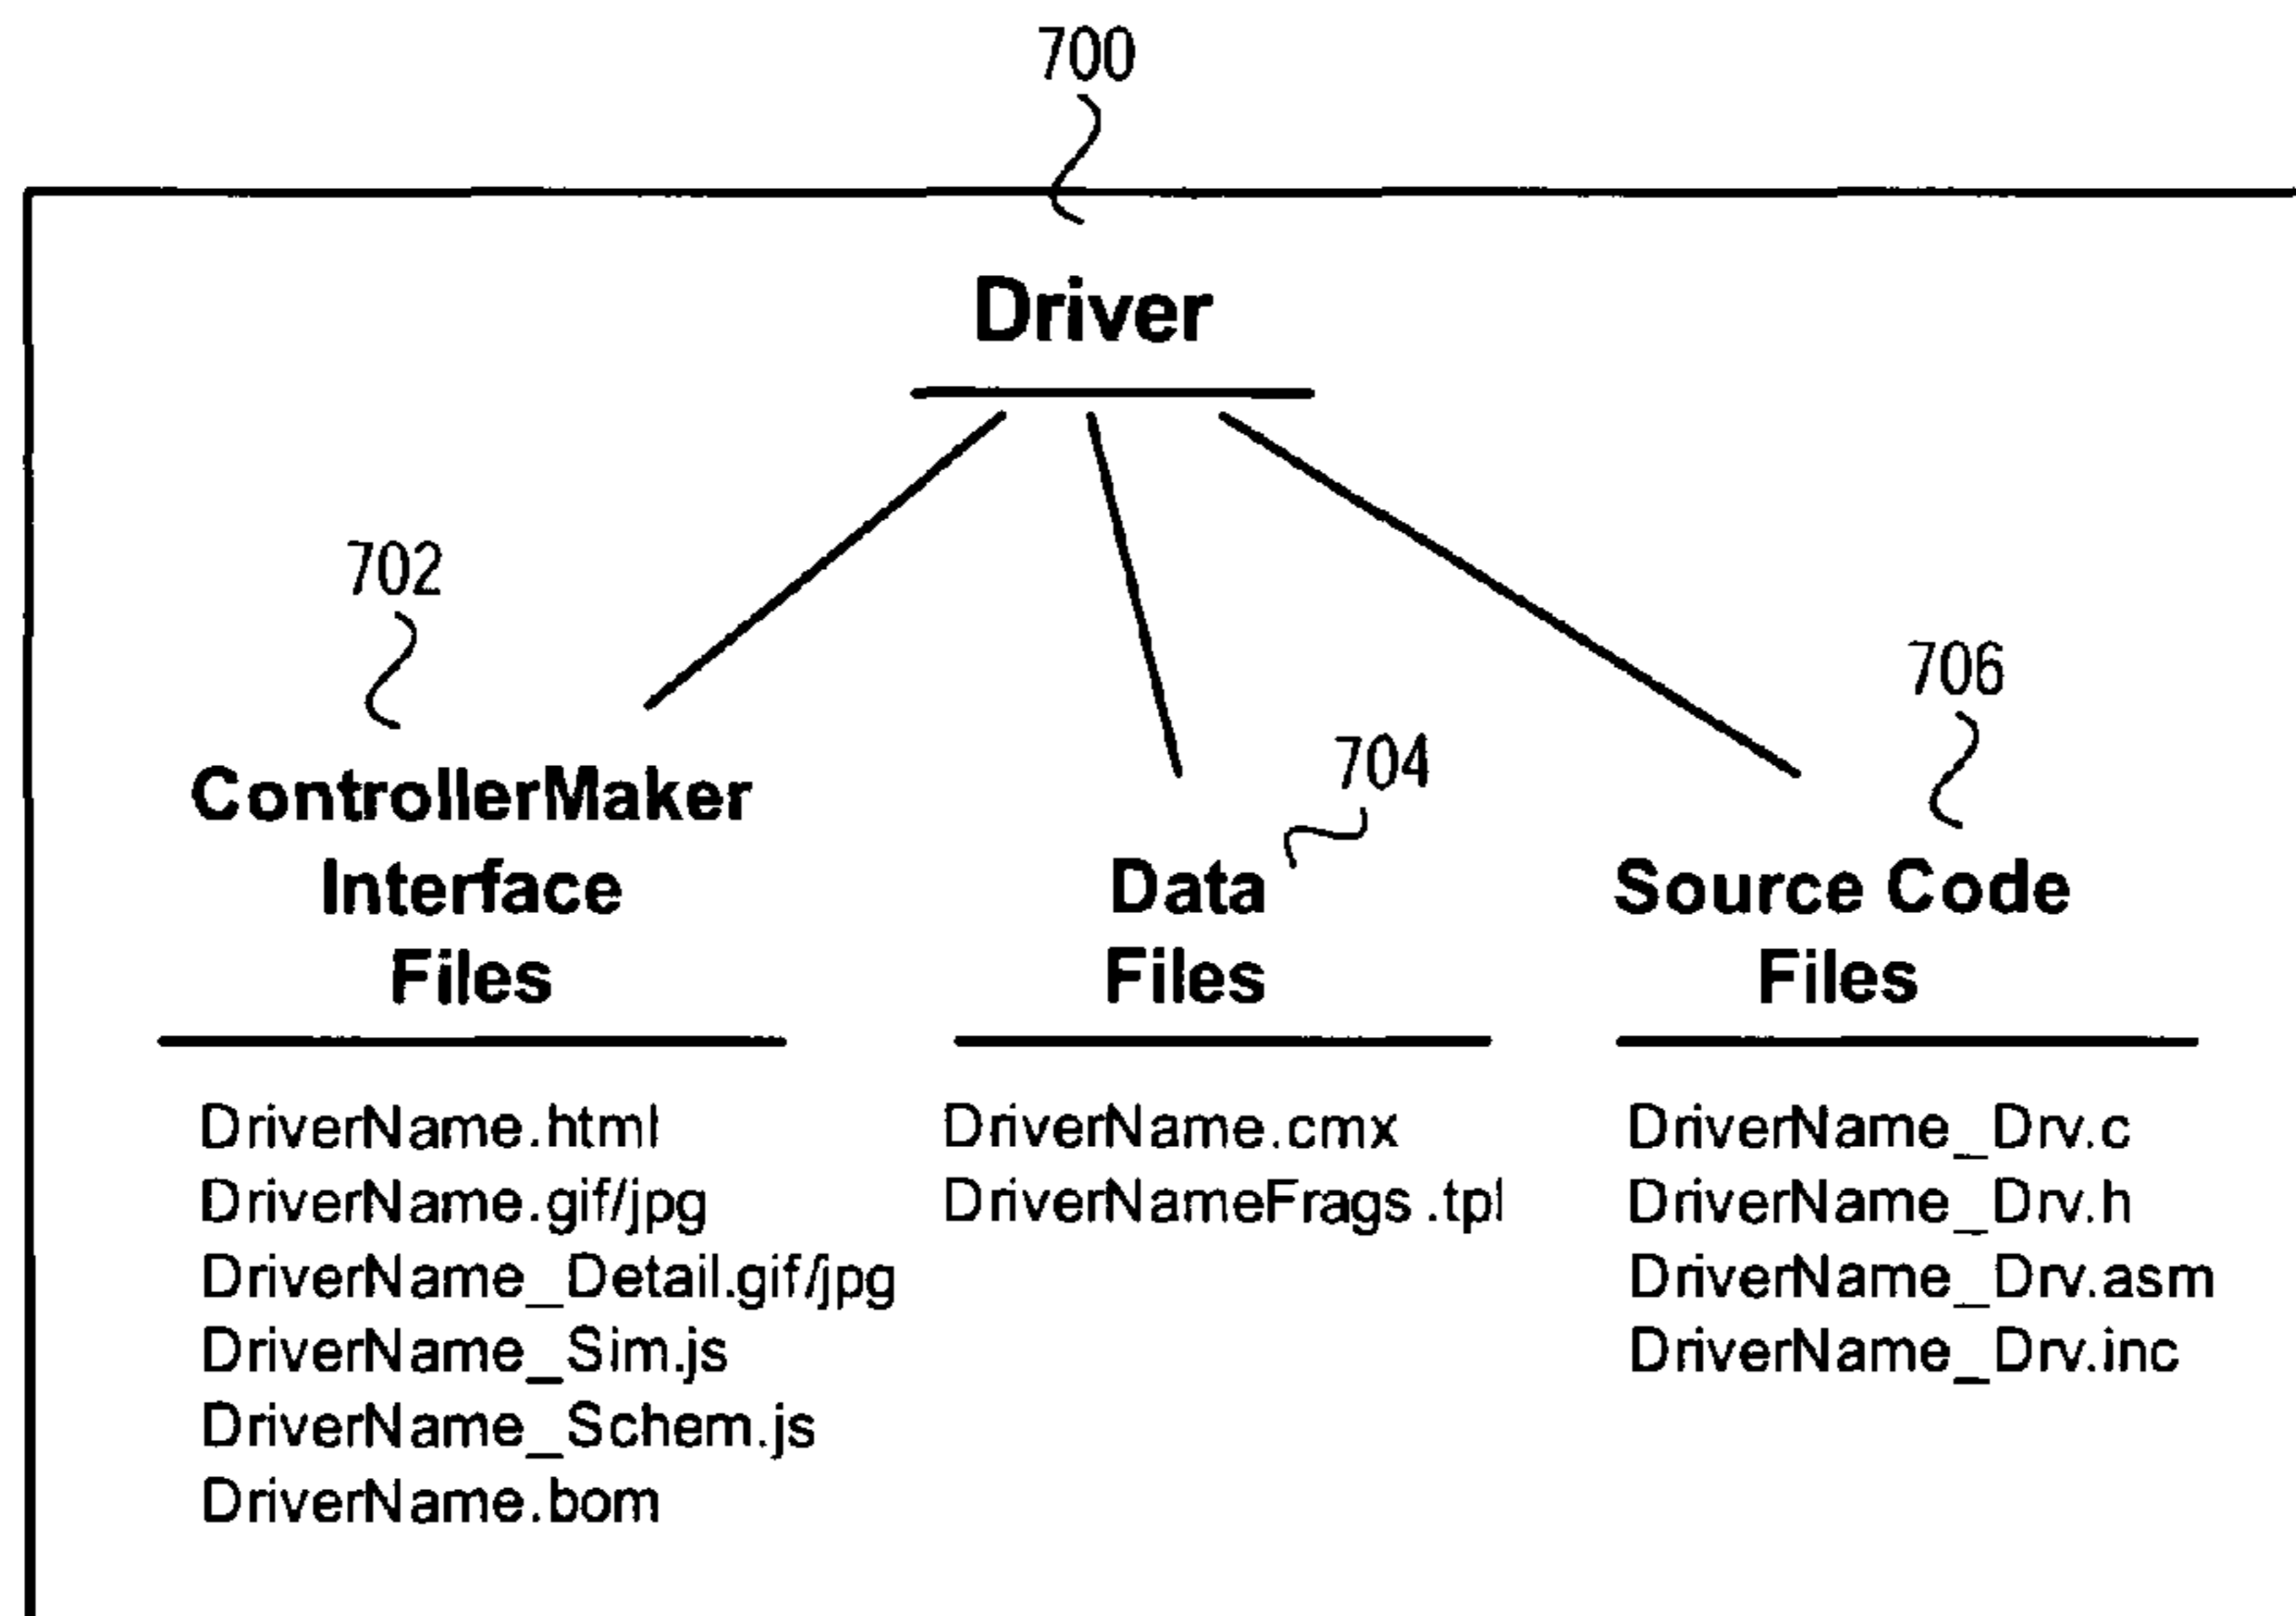 700
Driver
702
ControllerMaker
Interface
Files
704
Data
Files
706
Source Code
Files
DriverName.html
DriverName.gif/jpg
DriverName_Detail.gif/jpg
DriverName_Sim.js
DriverName_Schem.js
DriverName.bom
DriverName.cmx
DriverNameFrags .tpl
DriverName_Drv.c
DriverName_Drv.h
DriverName_Drv.asm
DriverName_Drv.inc